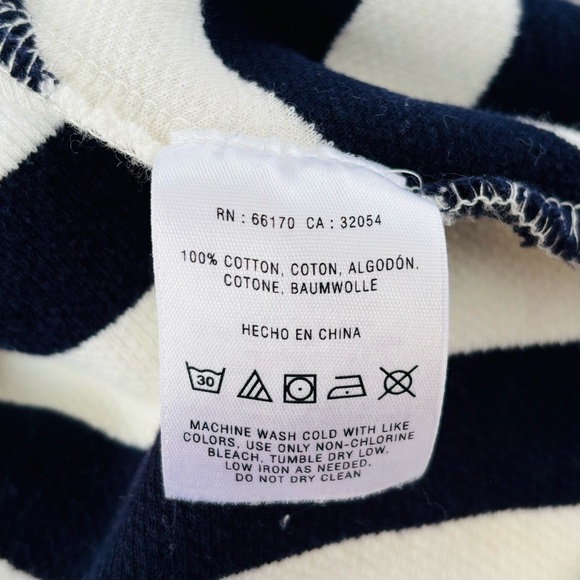 RN : 66170 CA : 32054
100% COTTON, COTON, ALGODÓN,
COTONE, BAUMWOLLE
HECHO EN CHINA
30
MACHINE WASH COLD WITH LIKE
COLORS, USE ONLY NON-CHLORINE
BLEACH, TUMBLE DRY LOW,
LOW IRON AS NEEDED.
DO NOT DRY CLEAN